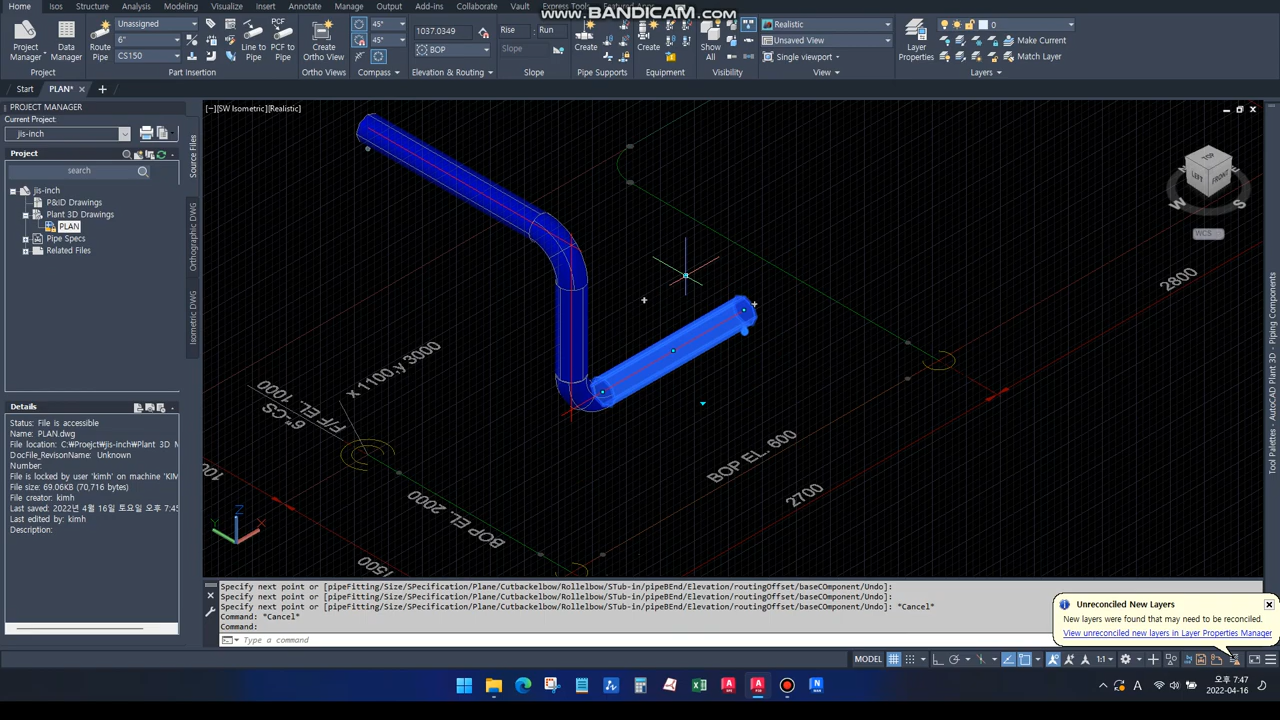 www.BANDICAM.com
Home Isos Structure Analysis Modeling Visualize Insert Annotate Manage Output Add-ins Collaborate Vault Express Tools Featured Apps
Project Manager
Data Manager
Project
Route Pipe
Unassigned
6"
CS150
Line to Pipe
PCF to Pipe
Part Insertion
Create Ortho View
Ortho Views
45°
45°
Compass
1037.0349
BOP
Elevation & Routing
Rise Run
Slope
Slope
Create
Pipe Supports
Create
Equipment
Show All
Visibility
Realistic
Unsaved View
Single viewport
View
Layer Properties
0
Make Current
Match Layer
Layers
Start PLAN*
PROJECT MANAGER
Current Project:
jis-inch
Project
search
jis-inch
P&ID Drawings
Plant 3D Drawings
PLAN
Pipe Specs
Related Files
Source Files
Orthographic DWG
Isometric DWG
Details
Status: File is accessible
Name: PLAN.dwg
File location: C:₩Proejct₩jis-inch₩Plant 3D M
DocFile_RevisonName: Unknown
Number:
File is locked by user 'kimh' on machine 'KIM
File size: 69.06KB (70,716 bytes)
File creator: kimh
Last saved: 2022년 4월 16일 토요일 오후 7:45
Last edited by: kimh
Description:
[−][SW Isometric][Realistic]
TOP
LEFT
FRONT
W
S
WCS
2800
x 1100,y 3000
F/F EL. 1000
6"-CS
BOP EL. 600
2700
BOP EL. 2000
1500
Z
Y
X
Tool Palettes - AutoCAD Plant 3D - Piping Components
Specify next point or [pipeFitting/Size/SPecification/Plane/Cutbackelbow/Rollelbow/STub-in/pipeBEnd/Elevation/routingOffset/baseCOmponent/Undo]:
Specify next point or [pipeFitting/Size/SPecification/Plane/Cutbackelbow/Rollelbow/STub-in/pipeBEnd/Elevation/routingOffset/baseCOmponent/Undo]:
Specify next point or [pipeFitting/Size/SPecification/Plane/Cutbackelbow/Rollelbow/STub-in/pipeBEnd/Elevation/routingOffset/baseCOmponent/Undo]: *Cancel*
Command: *Cancel*
Command:
Type a command
Unreconciled New Layers
New layers were found that may need to be reconciled.
View unreconciled new layers in Layer Properties Manager
MODEL
1:1
A
오후 7:47
2022-04-16